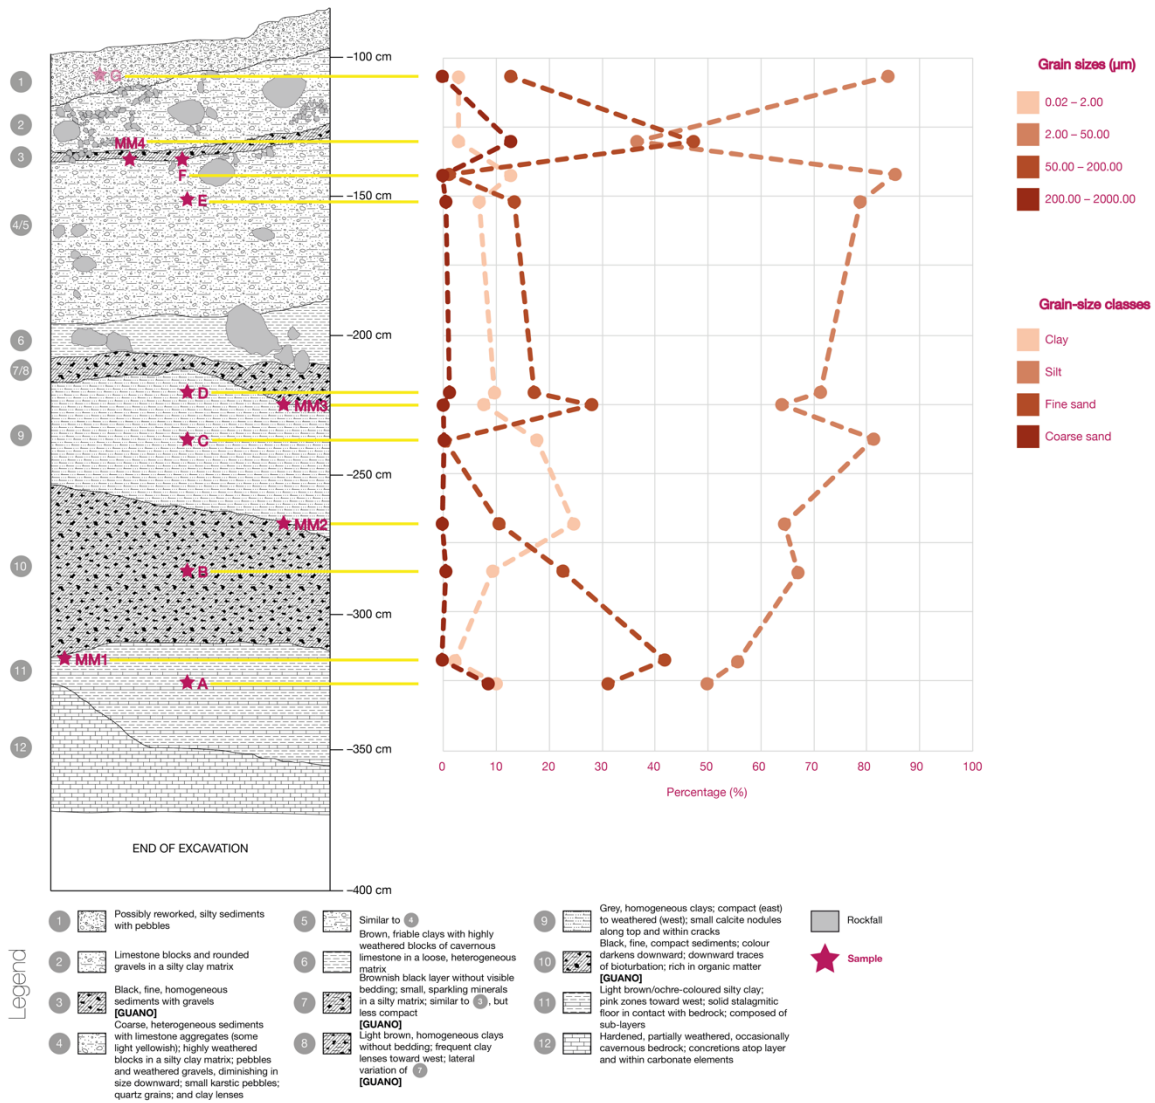 G
MM4
F
E
D
MM3
C
MM2
B
MM1
A
1
2
3
4/5
6
7/8
9
10
11
12
END OF EXCAVATION
–100 cm
–150 cm
–200 cm
–250 cm
–300 cm
–350 cm
–400 cm
0 10 20 30 40 50 60 70 80 90 100
Percentage (%)
Grain sizes (µm)
0.02 – 2.00
2.00 – 50.00
50.00 – 200.00
200.00 – 2000.00
Grain-size classes
Clay
Silt
Fine sand
Coarse sand
Legend
1
Possibly reworked, silty sediments
with pebbles
2
Limestone blocks and rounded
gravels in a silty clay matrix
3
Black, fine, homogeneous
sediments with gravels
[GUANO]
4
Coarse, heterogeneous sediments
with limestone aggregates (some
light yellowish); highly weathered
blocks in a silty clay matrix; pebbles
and weathered gravels, diminishing in
size downward; small karstic pebbles;
quartz grains; and clay lenses
5
Similar to 4
6
Brown, friable clays with highly
weathered blocks of cavernous
limestone in a loose, heterogeneous
matrix
7
Brownish black layer without visible
bedding; small, sparkling minerals
in a silty matrix; similar to 3, but
less compact
[GUANO]
8
Light brown, homogeneous clays
without bedding; frequent clay
lenses toward west; lateral
variation of 7
[GUANO]
9
Grey, homogeneous clays; compact (east)
to weathered (west); small calcite nodules
along top and within cracks
10
Black, fine, compact sediments; colour
darkens downward; downward traces
of bioturbation; rich in organic matter
[GUANO]
11
Light brown/ochre-coloured silty clay;
pink zones toward west; solid stalagmitic
floor in contact with bedrock; composed of
sub-layers
12
Hardened, partially weathered, occasionally
cavernous bedrock; concretions atop layer
and within carbonate elements
Rockfall
Sample